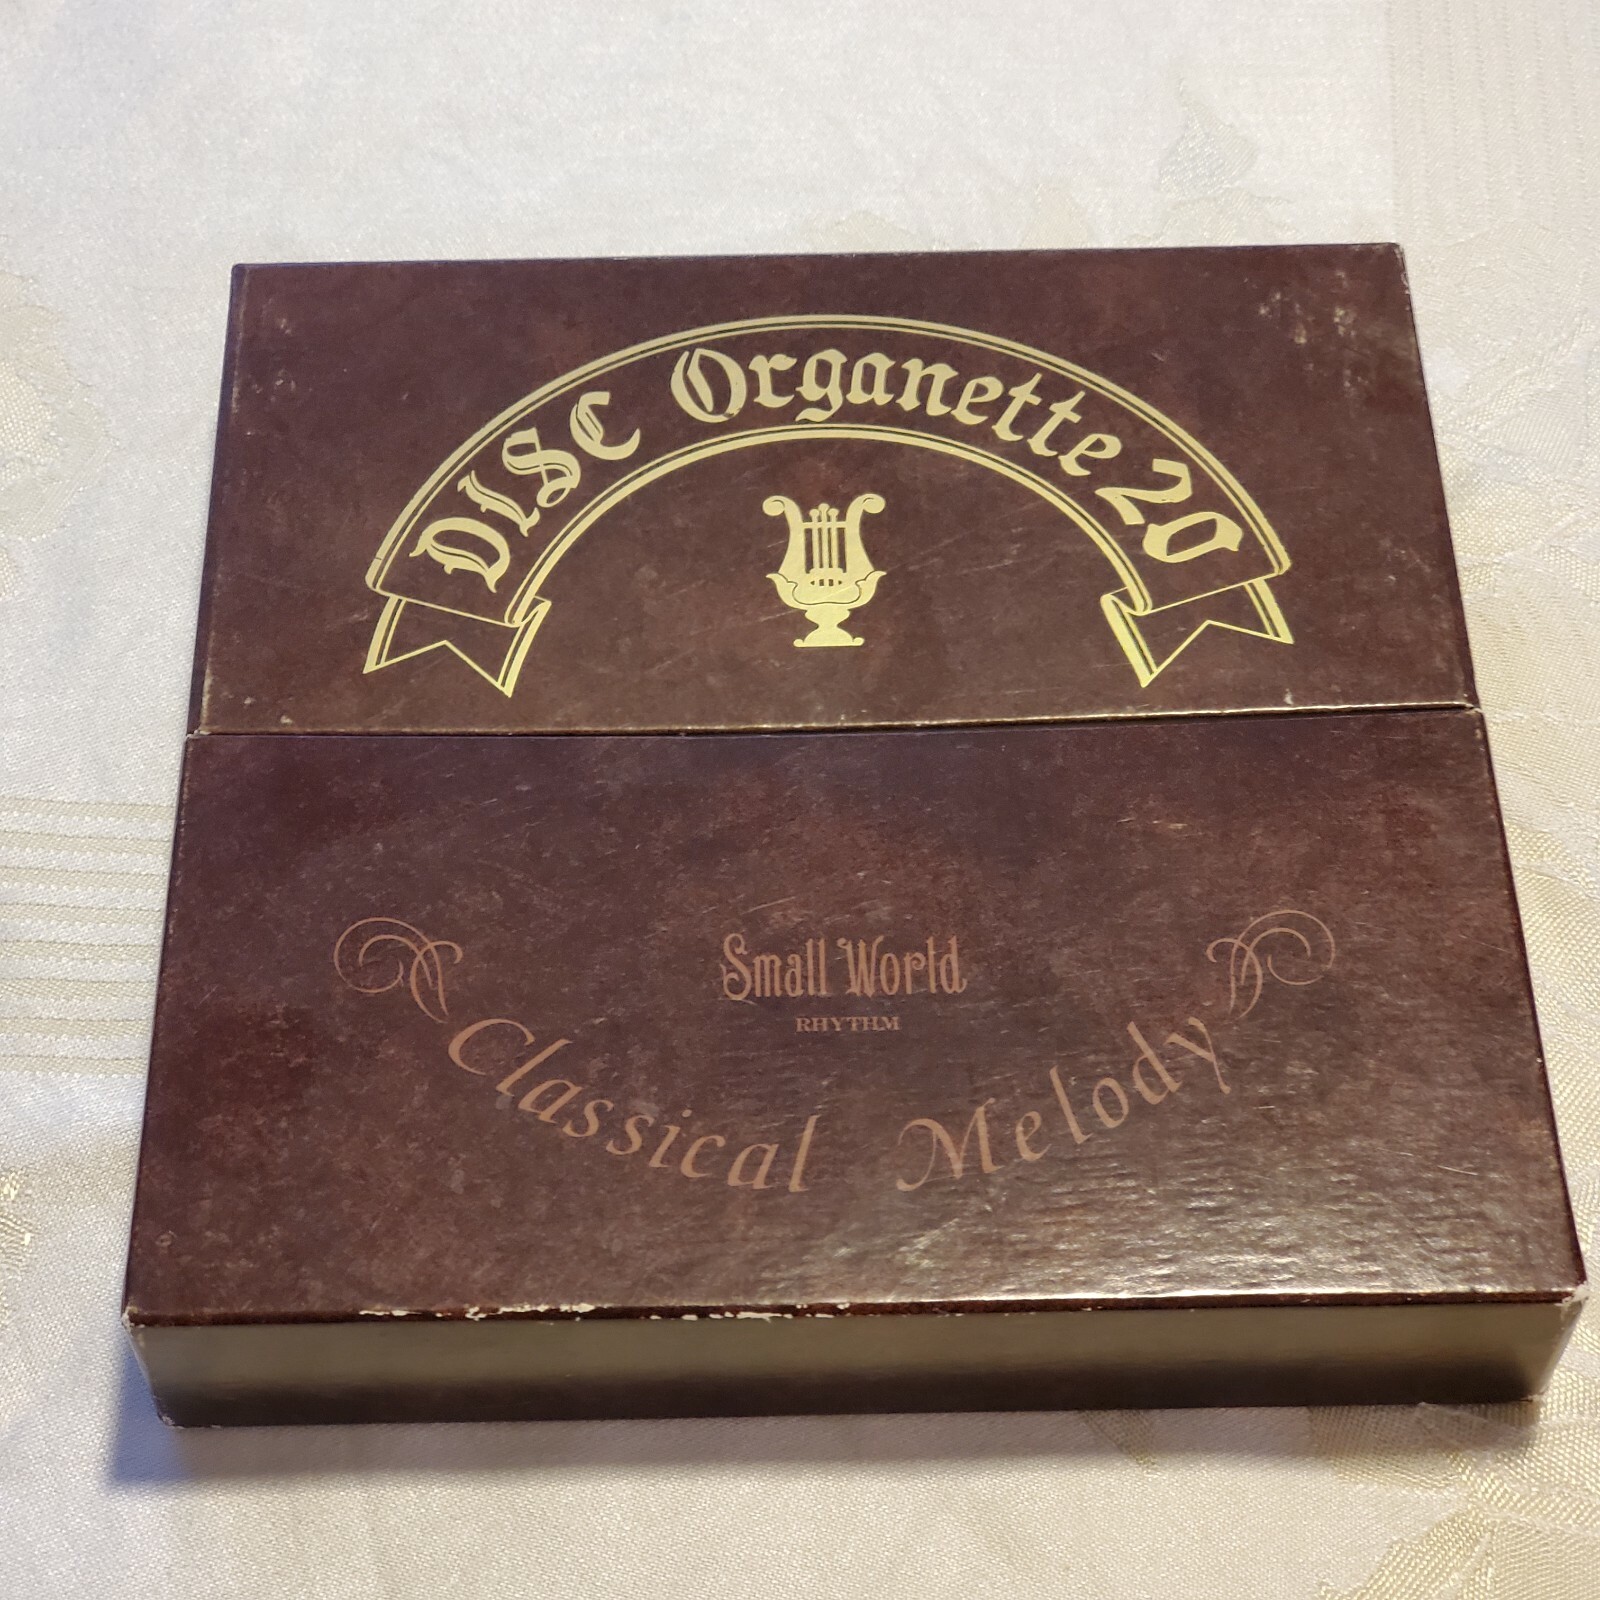 DISC Organette 20
Small World
RHYTHM
Classical Melody